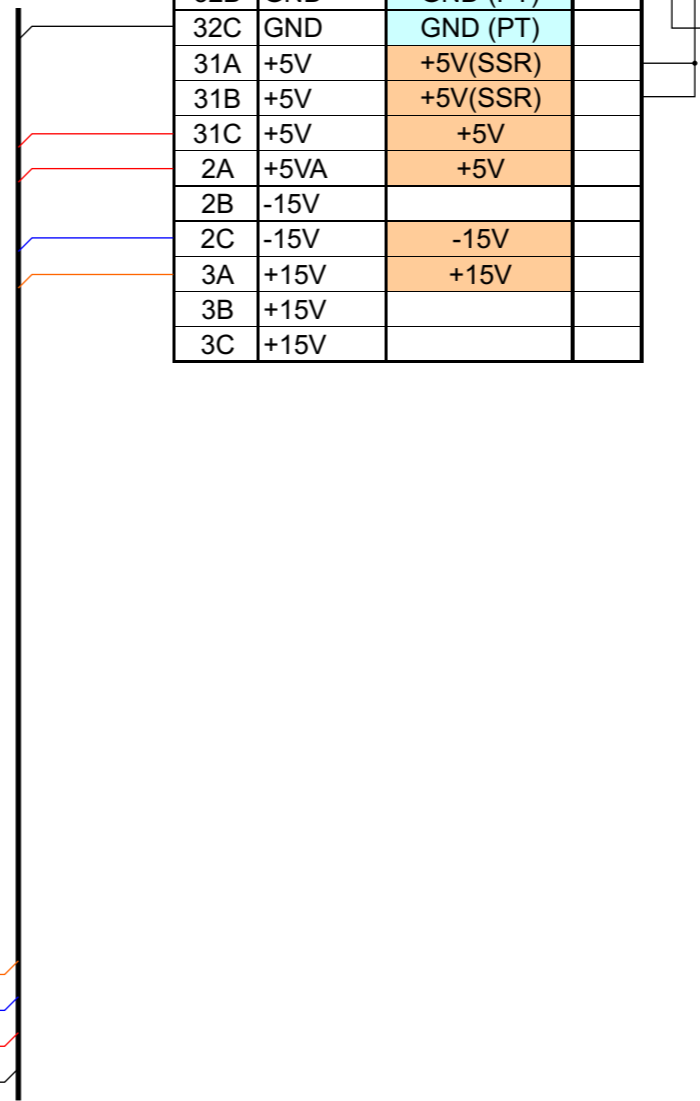 32C GND GND (PT)
31A +5V +5V(SSR)
31B +5V +5V(SSR)
31C +5V +5V
2A +5VA +5V
2B -15V
2C -15V -15V
3A +15V +15V
3B +15V
3C +15V